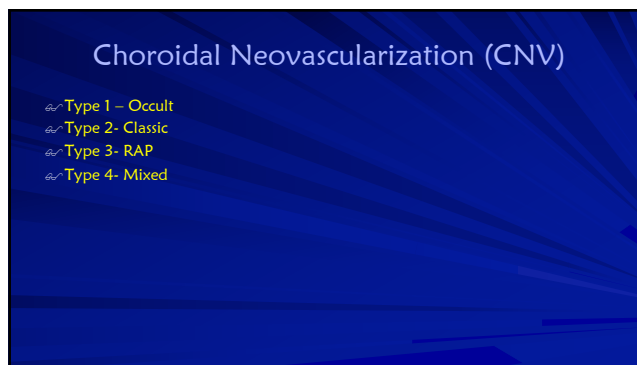 Choroidal Neovascularization (CNV)
Type 1 – Occult
Type 2- Classic
Type 3- RAP
Type 4- Mixed